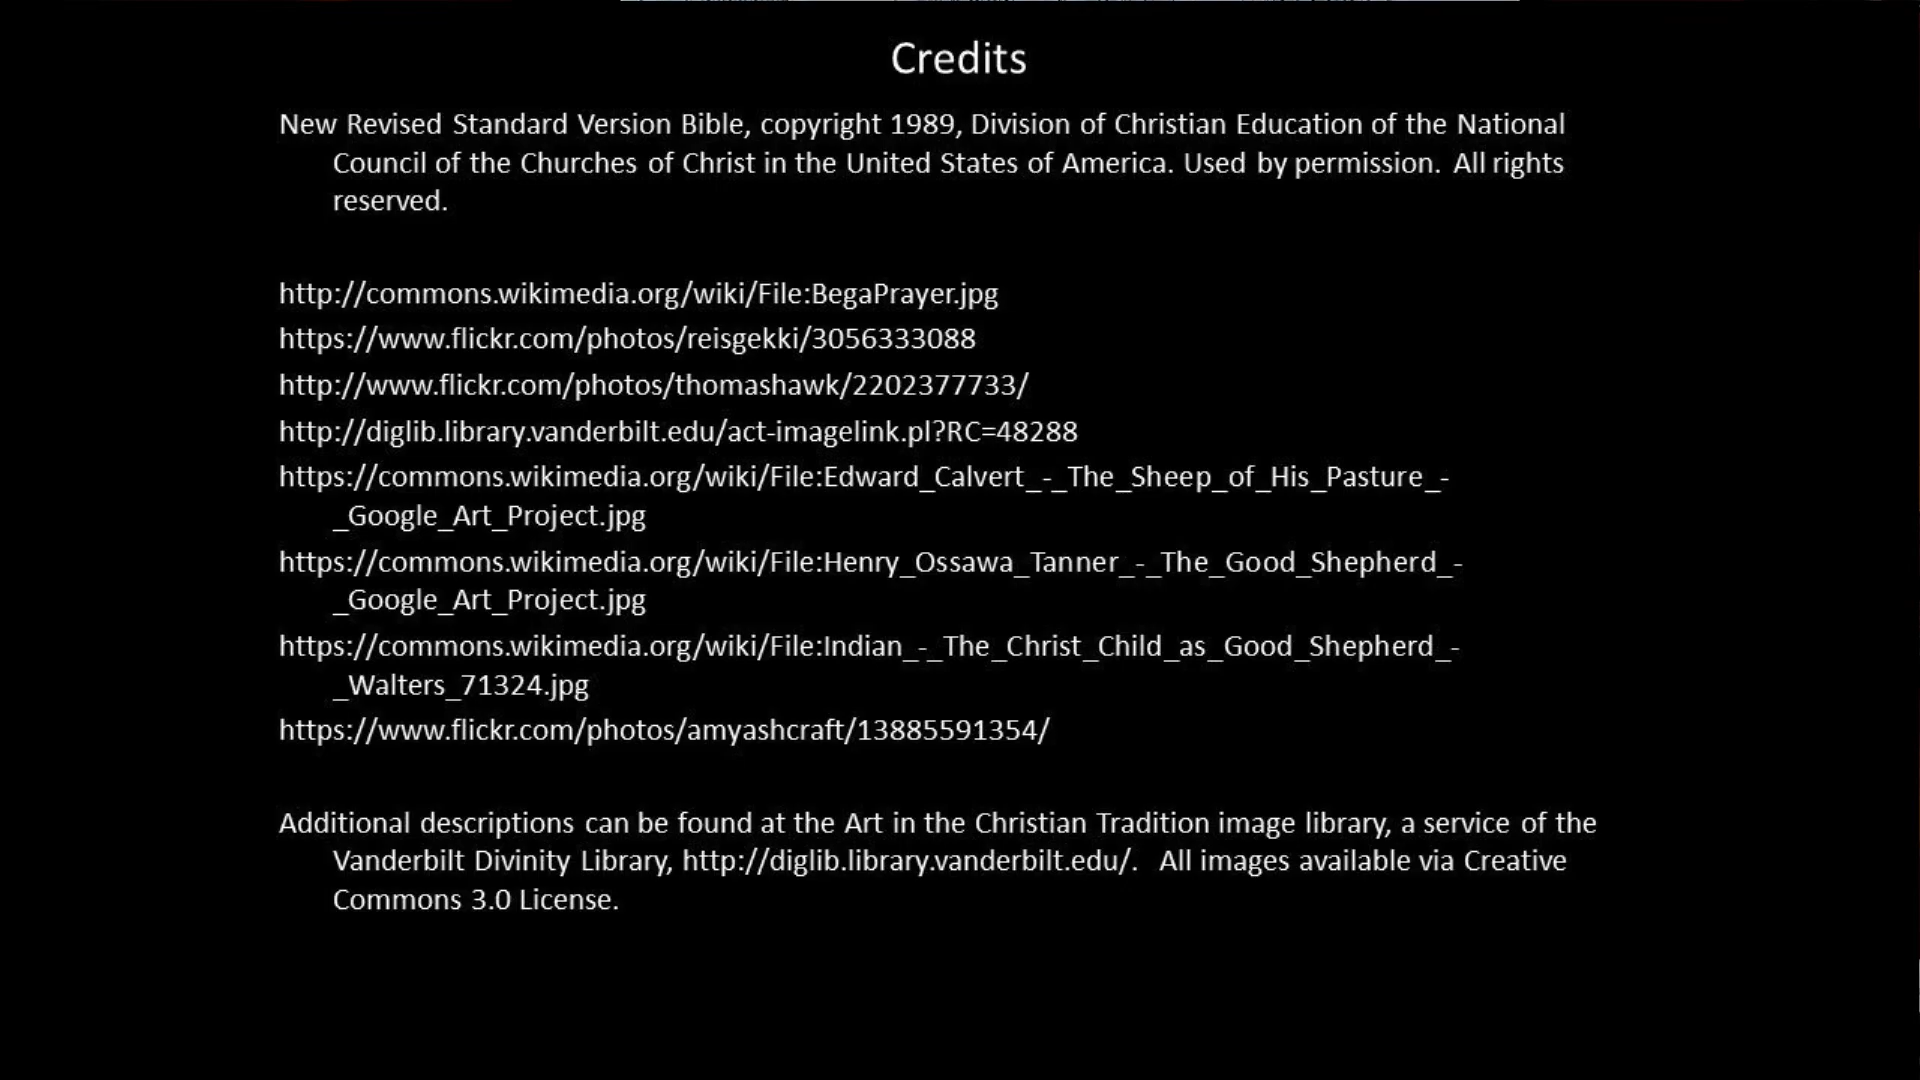 Credits
New Revised Standard Version Bible, copyright 1989, Division of Christian Education of the National
Council of the Churches of Christ in the United States of America. Used by permission. All rights
reserved.
http://commons.wikimedia.org/wiki/File:BegaPrayer.jpg
https://www.flickr.com/photos/reisgekki/3056333088
http://www.flickr.com/photos/thomashawk/2202377733/
http://diglib.library.vanderbilt.edu/act-imagelink.pl?RC=48288
https://commons.wikimedia.org/wiki/File:Edward_Calvert_-_The_Sheep_of_His_Pasture_-
_Google_Art_Project.jpg
https://commons.wikimedia.org/wiki/File:Henry_Ossawa_Tanner_-_The_Good_Shepherd_-
_Google_Art_Project.jpg
https://commons.wikimedia.org/wiki/File:Indian_-_The_Christ_Child_as_Good_Shepherd_-
_Walters_71324.jpg
https://www.flickr.com/photos/amyashcraft/13885591354/
Additional descriptions can be found at the Art in the Christian Tradition image library, a service of the
Vanderbilt Divinity Library, http://diglib.library.vanderbilt.edu/. All images available via Creative
Commons 3.0 License.